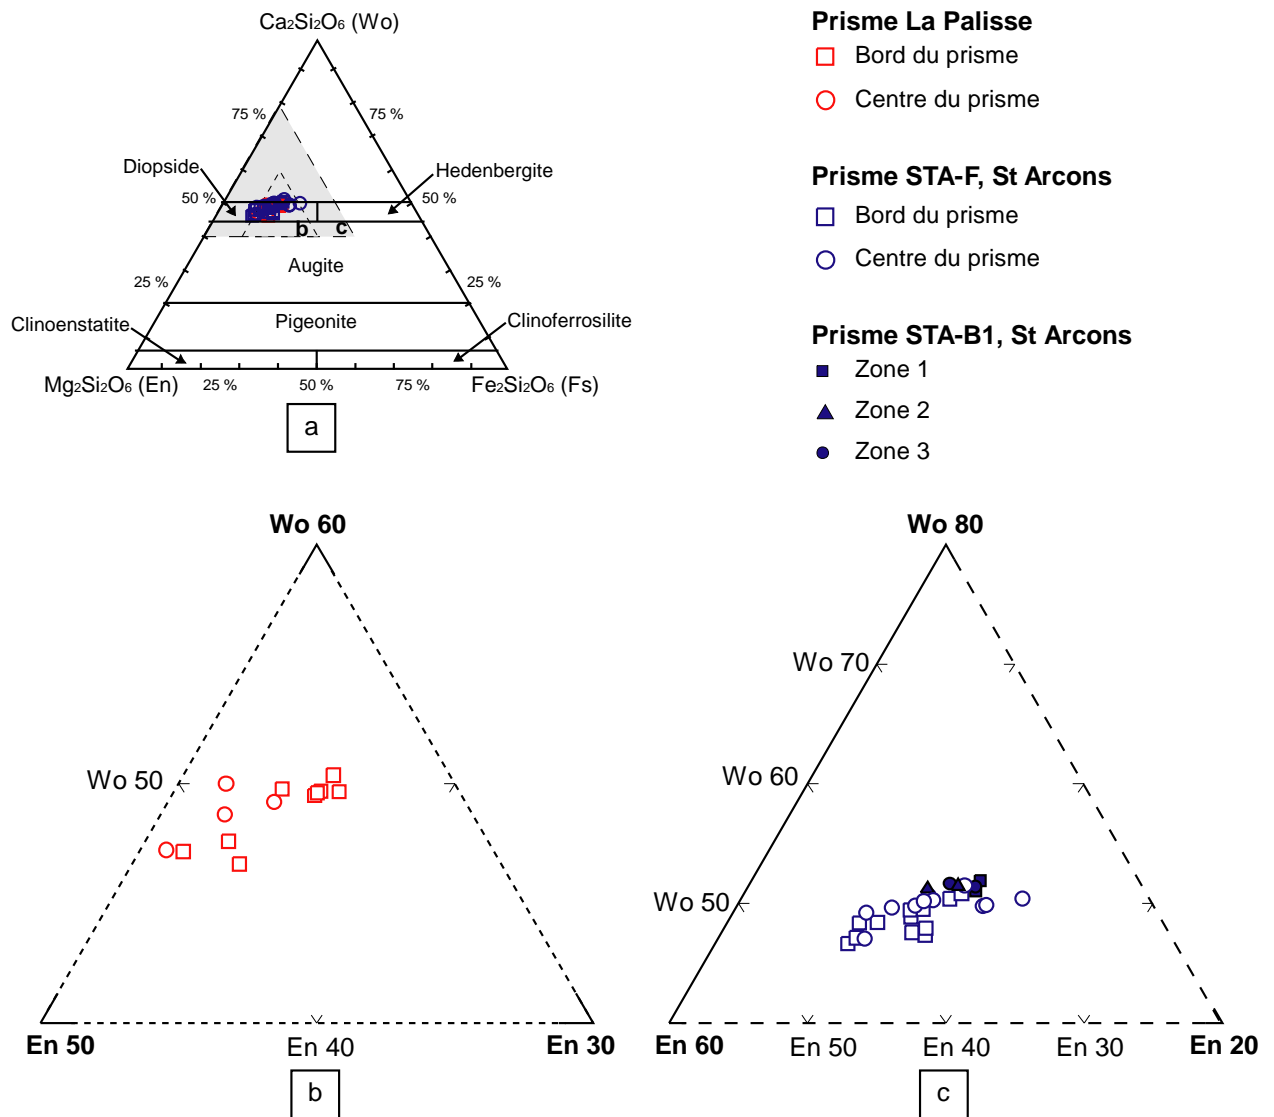 Ca₂Si₂O₆ (Wo)
75 %
75 %
Diopside
Hedenbergite
50 %
50 %
b
c
Augite
25 %
25 %
Clinoenstatite
Pigeonite
Clinoferrosilite
Mg₂Si₂O₆ (En)
25 %
50 %
75 %
Fe₂Si₂O₆ (Fs)
a
Prisme La Palisse
Bord du prisme
Centre du prisme
Prisme STA-F, St Arcons
Bord du prisme
Centre du prisme
Prisme STA-B1, St Arcons
Zone 1
Zone 2
Zone 3
Wo 60
Wo 50
En 50
En 40
En 30
b
Wo 80
Wo 70
Wo 60
Wo 50
En 60
En 50
En 40
En 30
En 20
c